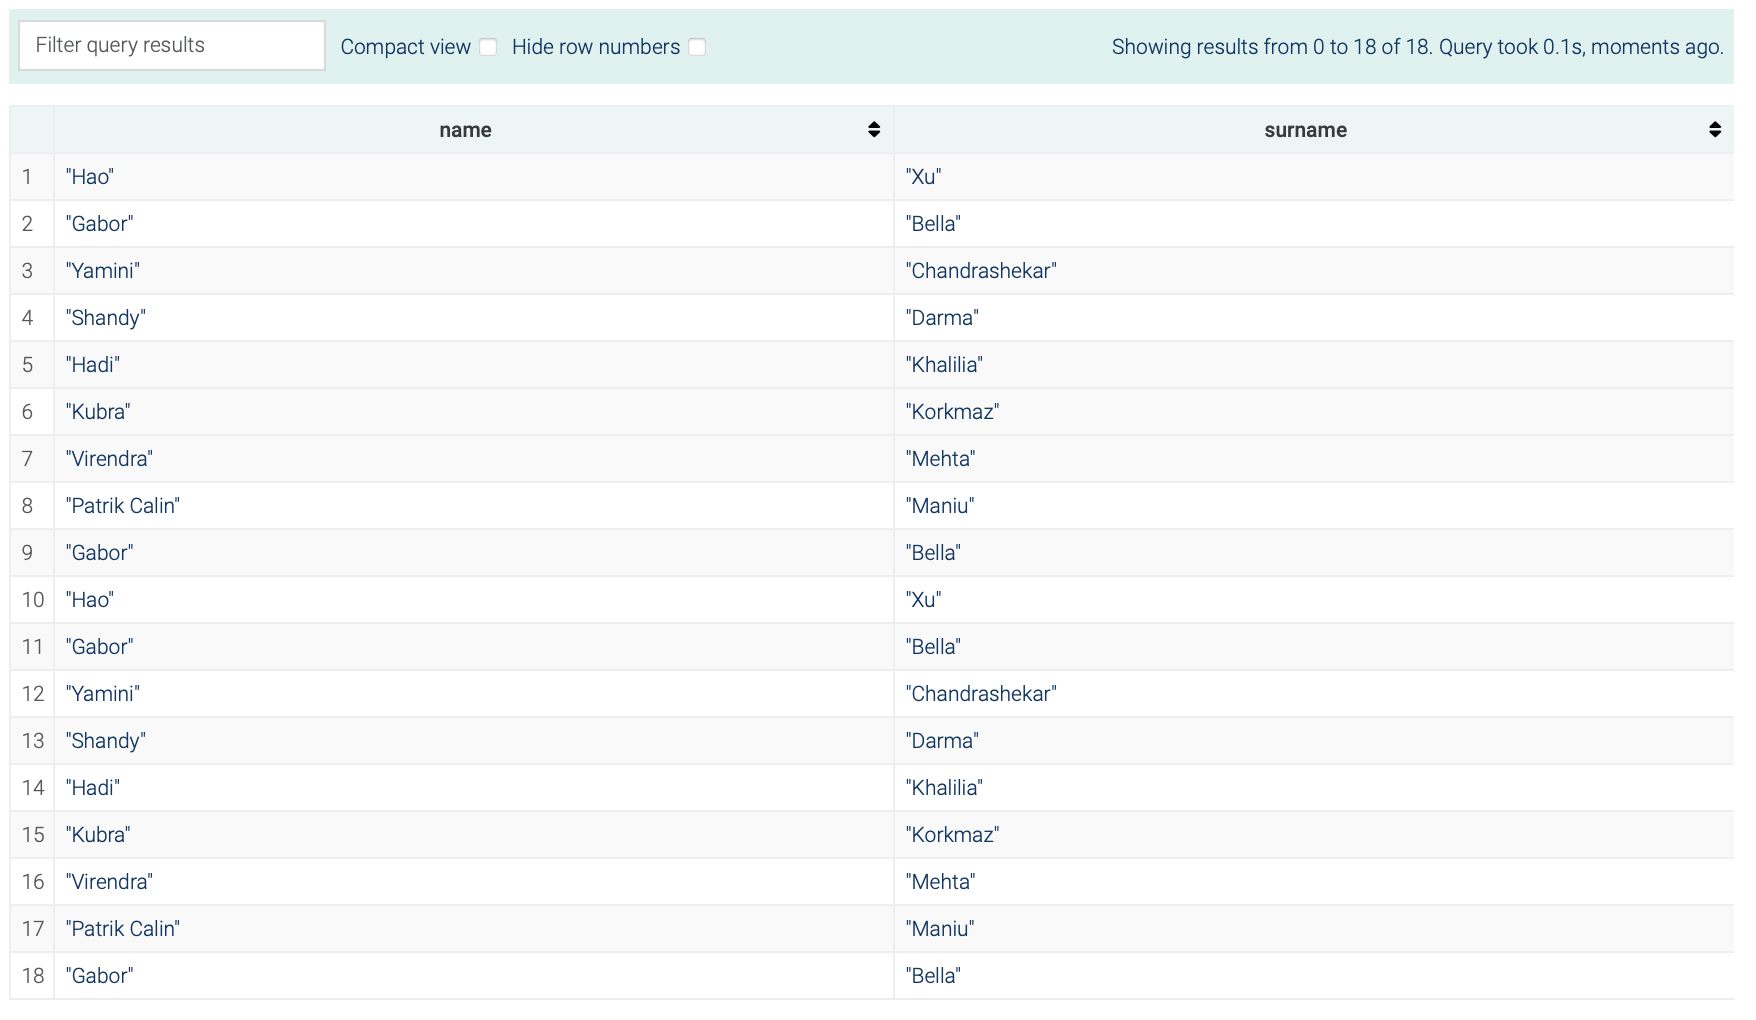 Filter query results Compact view Hide row numbers Showing results from 0 to 18 of 18. Query took 0.1s, moments ago.
name surname
1 "Hao" "Xu"
2 "Gabor" "Bella"
3 "Yamini" "Chandrashekar"
4 "Shandy" "Darma"
5 "Hadi" "Khalilia"
6 "Kubra" "Korkmaz"
7 "Virendra" "Mehta"
8 "Patrik Calin" "Maniu"
9 "Gabor" "Bella"
10 "Hao" "Xu"
11 "Gabor" "Bella"
12 "Yamini" "Chandrashekar"
13 "Shandy" "Darma"
14 "Hadi" "Khalilia"
15 "Kubra" "Korkmaz"
16 "Virendra" "Mehta"
17 "Patrik Calin" "Maniu"
18 "Gabor" "Bella"